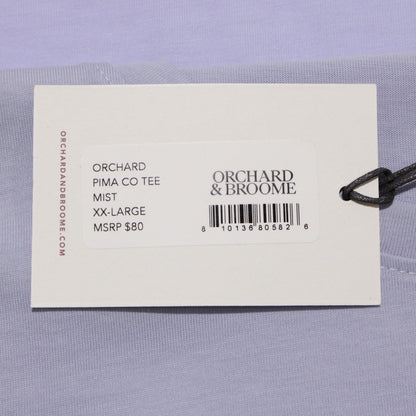 ORCHARDANDBROOME.COM
ORCHARD
PIMA CO TEE
MIST
XX-LARGE
MSRP $80
ORCHARD
& BROOME
8 10136 80582 6